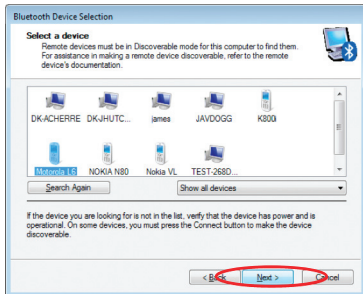 Bluetooth Device Selection
Select a device
Remote devices must be in Discoverable mode for this computer to find them.
For assistance in making a remote device discoverable, refer to the remote
device's documentation.
DK-ACHERRE DK-JHUTC... james JAVDOGG K800i
Motorola L6 NOKIA N80 Nokia VL TEST-268D...
Search Again Show all devices
If the device you are looking for is not in the list, verify that the device has power and is
operational. On some devices, you must press the Connect button to make the device
discoverable.
< Back Next > Cancel